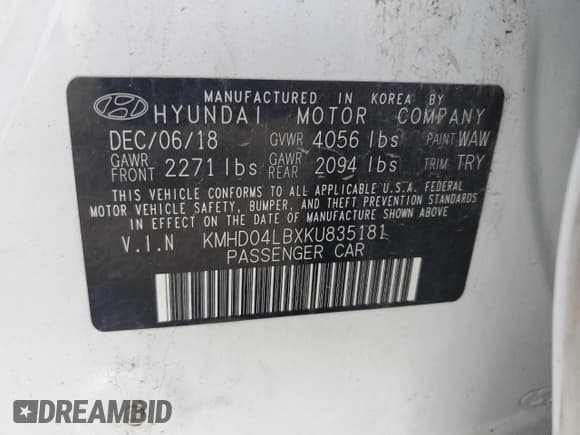 MANUFACTURED IN KOREA BY
HYUNDAI MOTOR COMPANY
DEC/06/18 GVWR 4056 lbs PAINT WAW
GAWR FRONT 2271 lbs GAWR REAR 2094 lbs TRIM TRY
THIS VEHICLE CONFORMS TO ALL APPLICABLE U.S.A. FEDERAL
MOTOR VEHICLE SAFETY, BUMPER, AND THEFT PREVENTION STANDARDS
IN EFFECT ON THE DATE OF MANUFACTURE SHOWN ABOVE.
V.I.N KMHD04LBXKU835181
PASSENGER CAR
DREAMBID